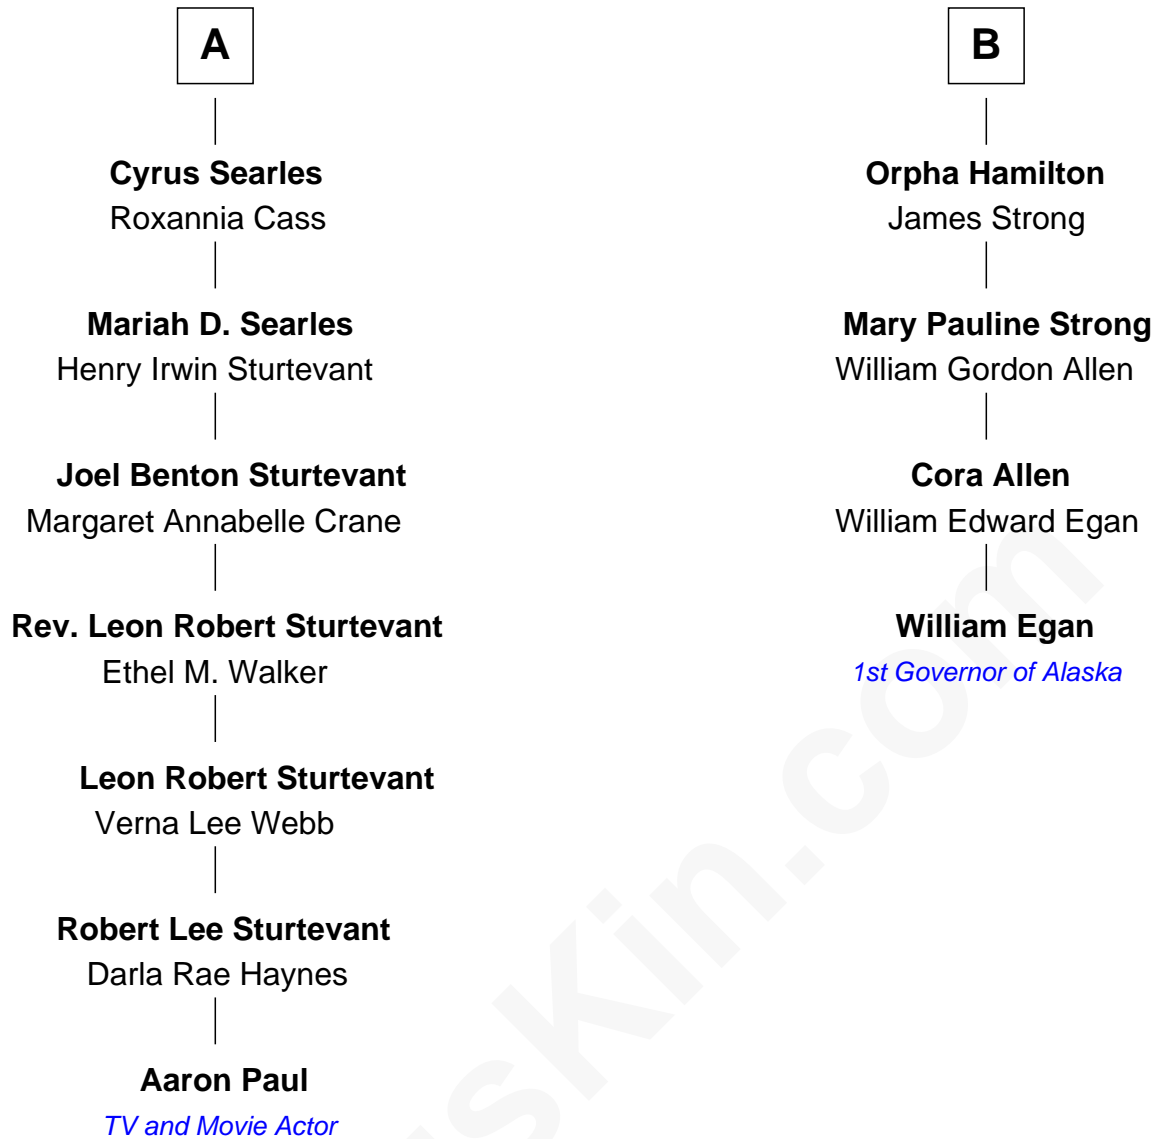 A
Cyrus Searles
Roxannia Cass
Mariah D. Searles
Henry Irwin Sturtevant
Joel Benton Sturtevant
Margaret Annabelle Crane
Rev. Leon Robert Sturtevant
Ethel M. Walker
Leon Robert Sturtevant
Verna Lee Webb
Robert Lee Sturtevant
Darla Rae Haynes
Aaron Paul
TV and Movie Actor
B
Orpha Hamilton
James Strong
Mary Pauline Strong
William Gordon Allen
Cora Allen
William Edward Egan
William Egan
1st Governor of Alaska
sKin.com